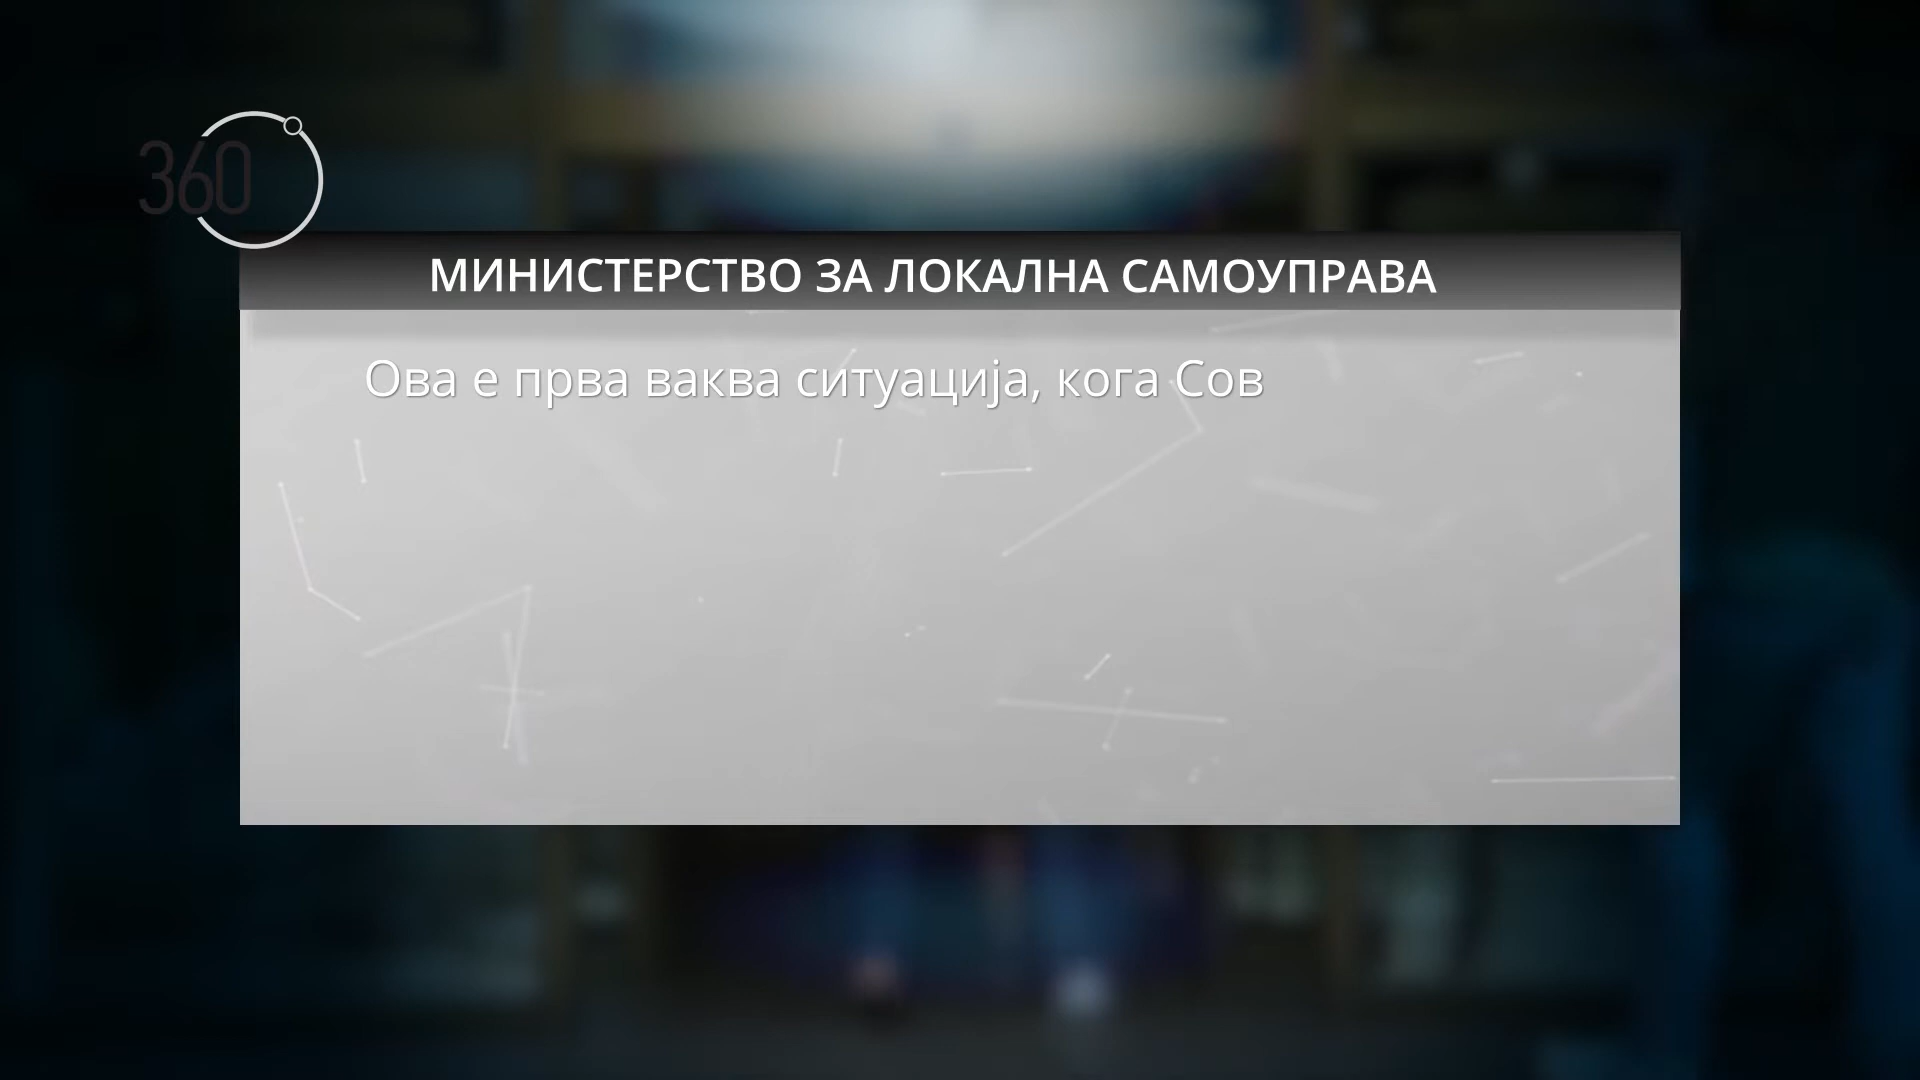 360
МИНИСТЕРСТВО ЗА ЛОКАЛНА САМОУПРАВА
Ова е прва ваква ситуација, кога Сов